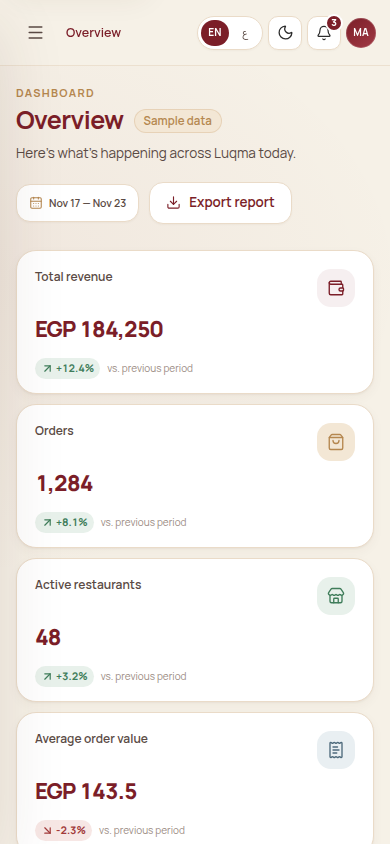 Overview
EN
ع
3
MA
DASHBOARD
Overview
Sample data
Here's what's happening across Luqma today.
Nov 17 — Nov 23
Export report
Total revenue
EGP 184,250
+12.4% vs. previous period
Orders
1,284
+8.1% vs. previous period
Active restaurants
48
+3.2% vs. previous period
Average order value
EGP 143.5
-2.3% vs. previous period